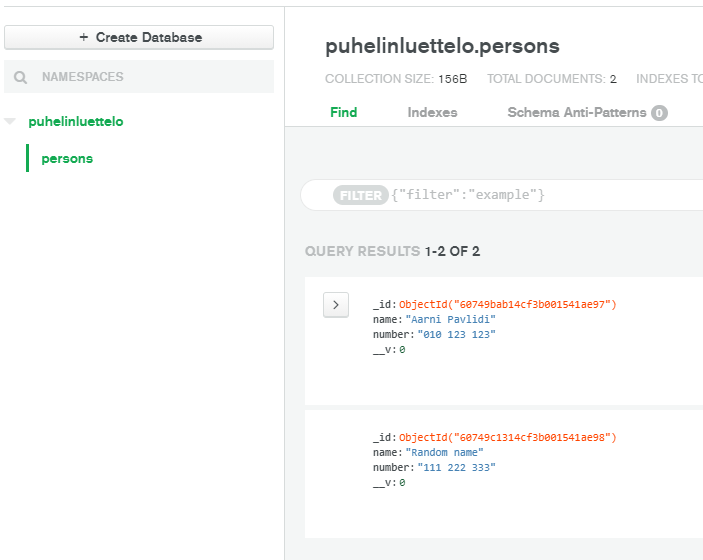 + Create Database
NAMESPACES
puhelinluettelo
persons
puhelinluettelo.persons
COLLECTION SIZE: 156B TOTAL DOCUMENTS: 2 INDEXES TO
Find Indexes Schema Anti-Patterns 0
FILTER {"filter":"example"}
QUERY RESULTS 1-2 OF 2
_id:ObjectId("60749bab14cf3b001541ae97")
name:"Aarni Pavlidi"
number:"010 123 123"
__v:0
_id:ObjectId("60749c1314cf3b001541ae98")
name:"Random name"
number:"111 222 333"
__v:0